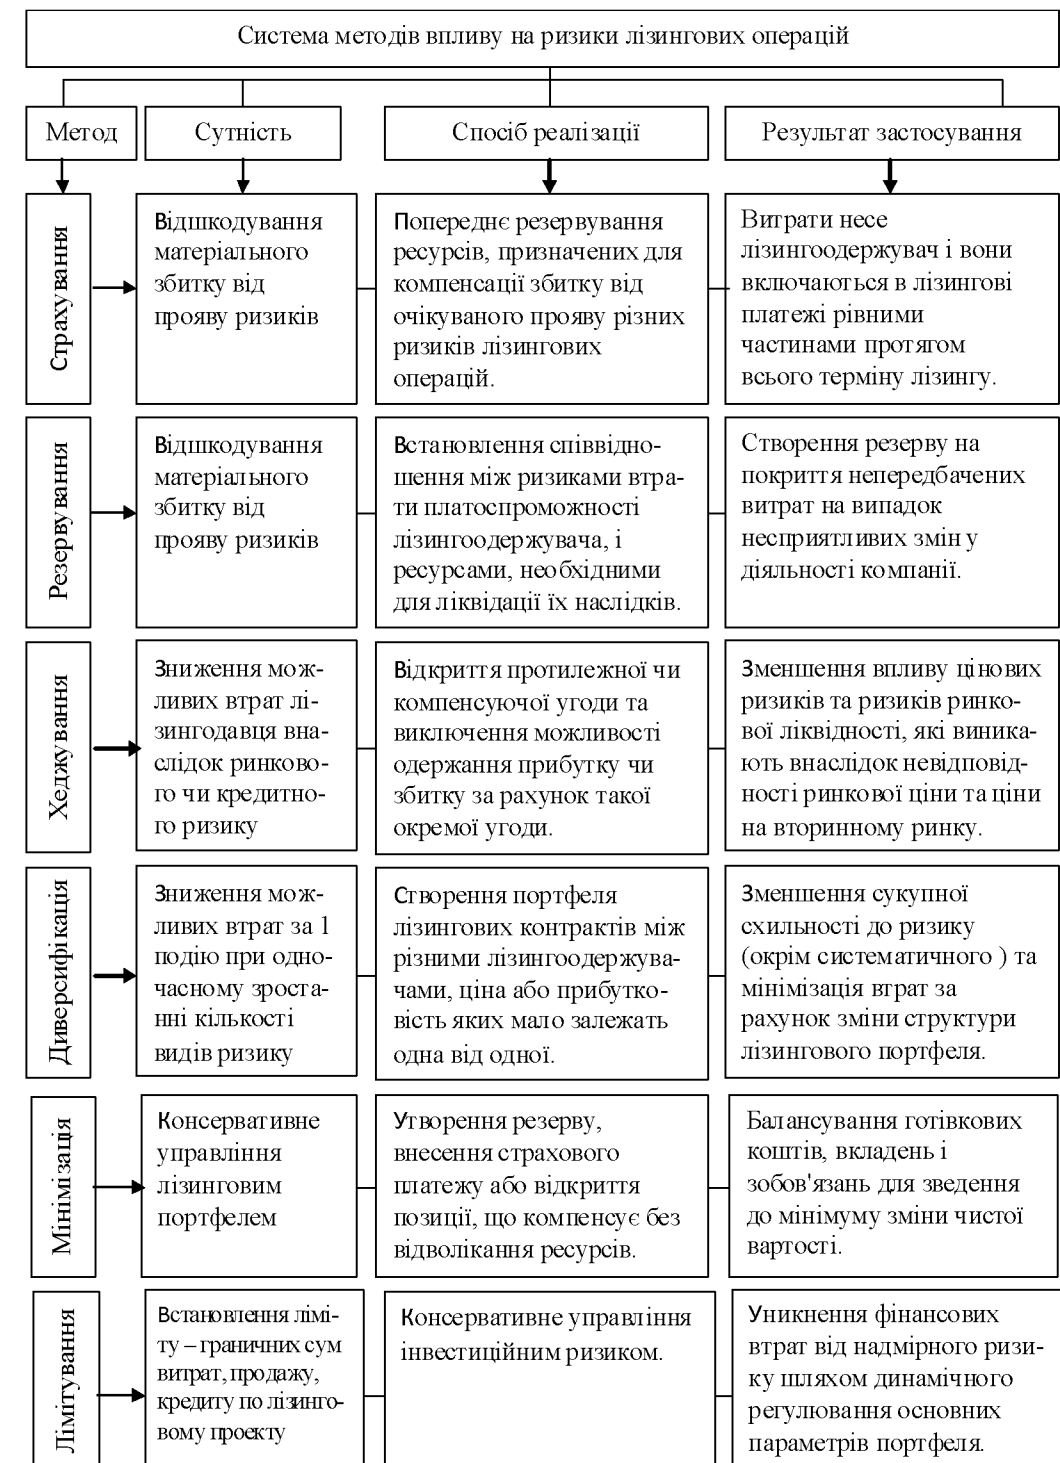 Система методів впливу на ризики лізингових операцій
Метод
Сутність
Спосіб реалізації
Результат застосування
Страхування
Відшкодування
матеріального
збитку від
прояву ризиків
Попереднє резервування
ресурсів, призначених для
компенсації збитку від
очікуваного прояву різних
ризиків лізингових
операцій.
Витрати несе
лізингоодержувач і вони
включаються в лізингові
платежі рівними
частинами протягом
всього терміну лізингу.
Резервування
Відшкодування
матеріального
збитку від
прояву ризиків
Встановлення співвідно-
шення між ризиками втра-
ти платоспроможності
лізингоодержувача, і
ресурсами, необхідними
для ліквідації їх наслідків.
Створення резерву на
покриття непередбачених
витрат на випадок
несприятливих змін у
діяльності компанії.
Хеджування
Зниження мож-
ливих втрат лі-
зингодавця вна-
слідок ринково-
го чи кредитно-
го ризику
Відкриття протилежної чи
компенсуючої угоди та
виключення можливості
одержання прибутку чи
збитку за рахунок такої
окремої угоди.
Зменшення впливу цінових
ризиків та ризиків ринко-
вої ліквідності, які виника-
ють внаслідок невідповід-
ності ринкової ціни та ціни
на вторинному ринку.
Диверсифікація
Зниження мож-
ливих втрат за 1
подію при одно-
часному зроста-
нні кількості
видів ризику
Створення портфеля
лізингових контрактів між
різними лізингоодержува-
чами, ціна або прибутко-
вість яких мало залежать
одна від одної.
Зменшення сукупної
схильності до ризику
(окрім систематичного ) та
мінімізація втрат за
рахунок зміни структури
лізингового портфеля.
Мінімізація
Консервативне
управління
лізинговим
портфелем
Утворення резерву,
внесення страхового
платежу або відкриття
позиції, що компенсує без
відволікання ресурсів.
Балансування готівкових
коштів, вкладень і
зобов'язань для зведення
до мінімуму зміни чистої
вартості.
Лімітування
Встановлення лімі-
ту – граничних сум
витрат, продажу,
кредиту по лізинго-
вому проекту
Консервативне управління
інвестиційним ризиком.
Уникнення фінансових
втрат від надмірного ризи-
ку шляхом динамічного
регулювання основних
параметрів портфеля.